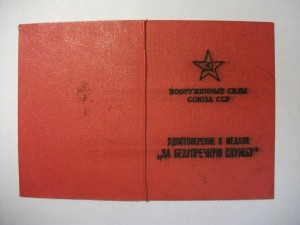 ВООРУЖЕННЫЕ СИЛЫ
СОЮЗА ССР
УДОСТОВЕРЕНИЕ К МЕДАЛИ
„ЗА БЕЗУПРЕЧНУЮ СЛУЖБУ"